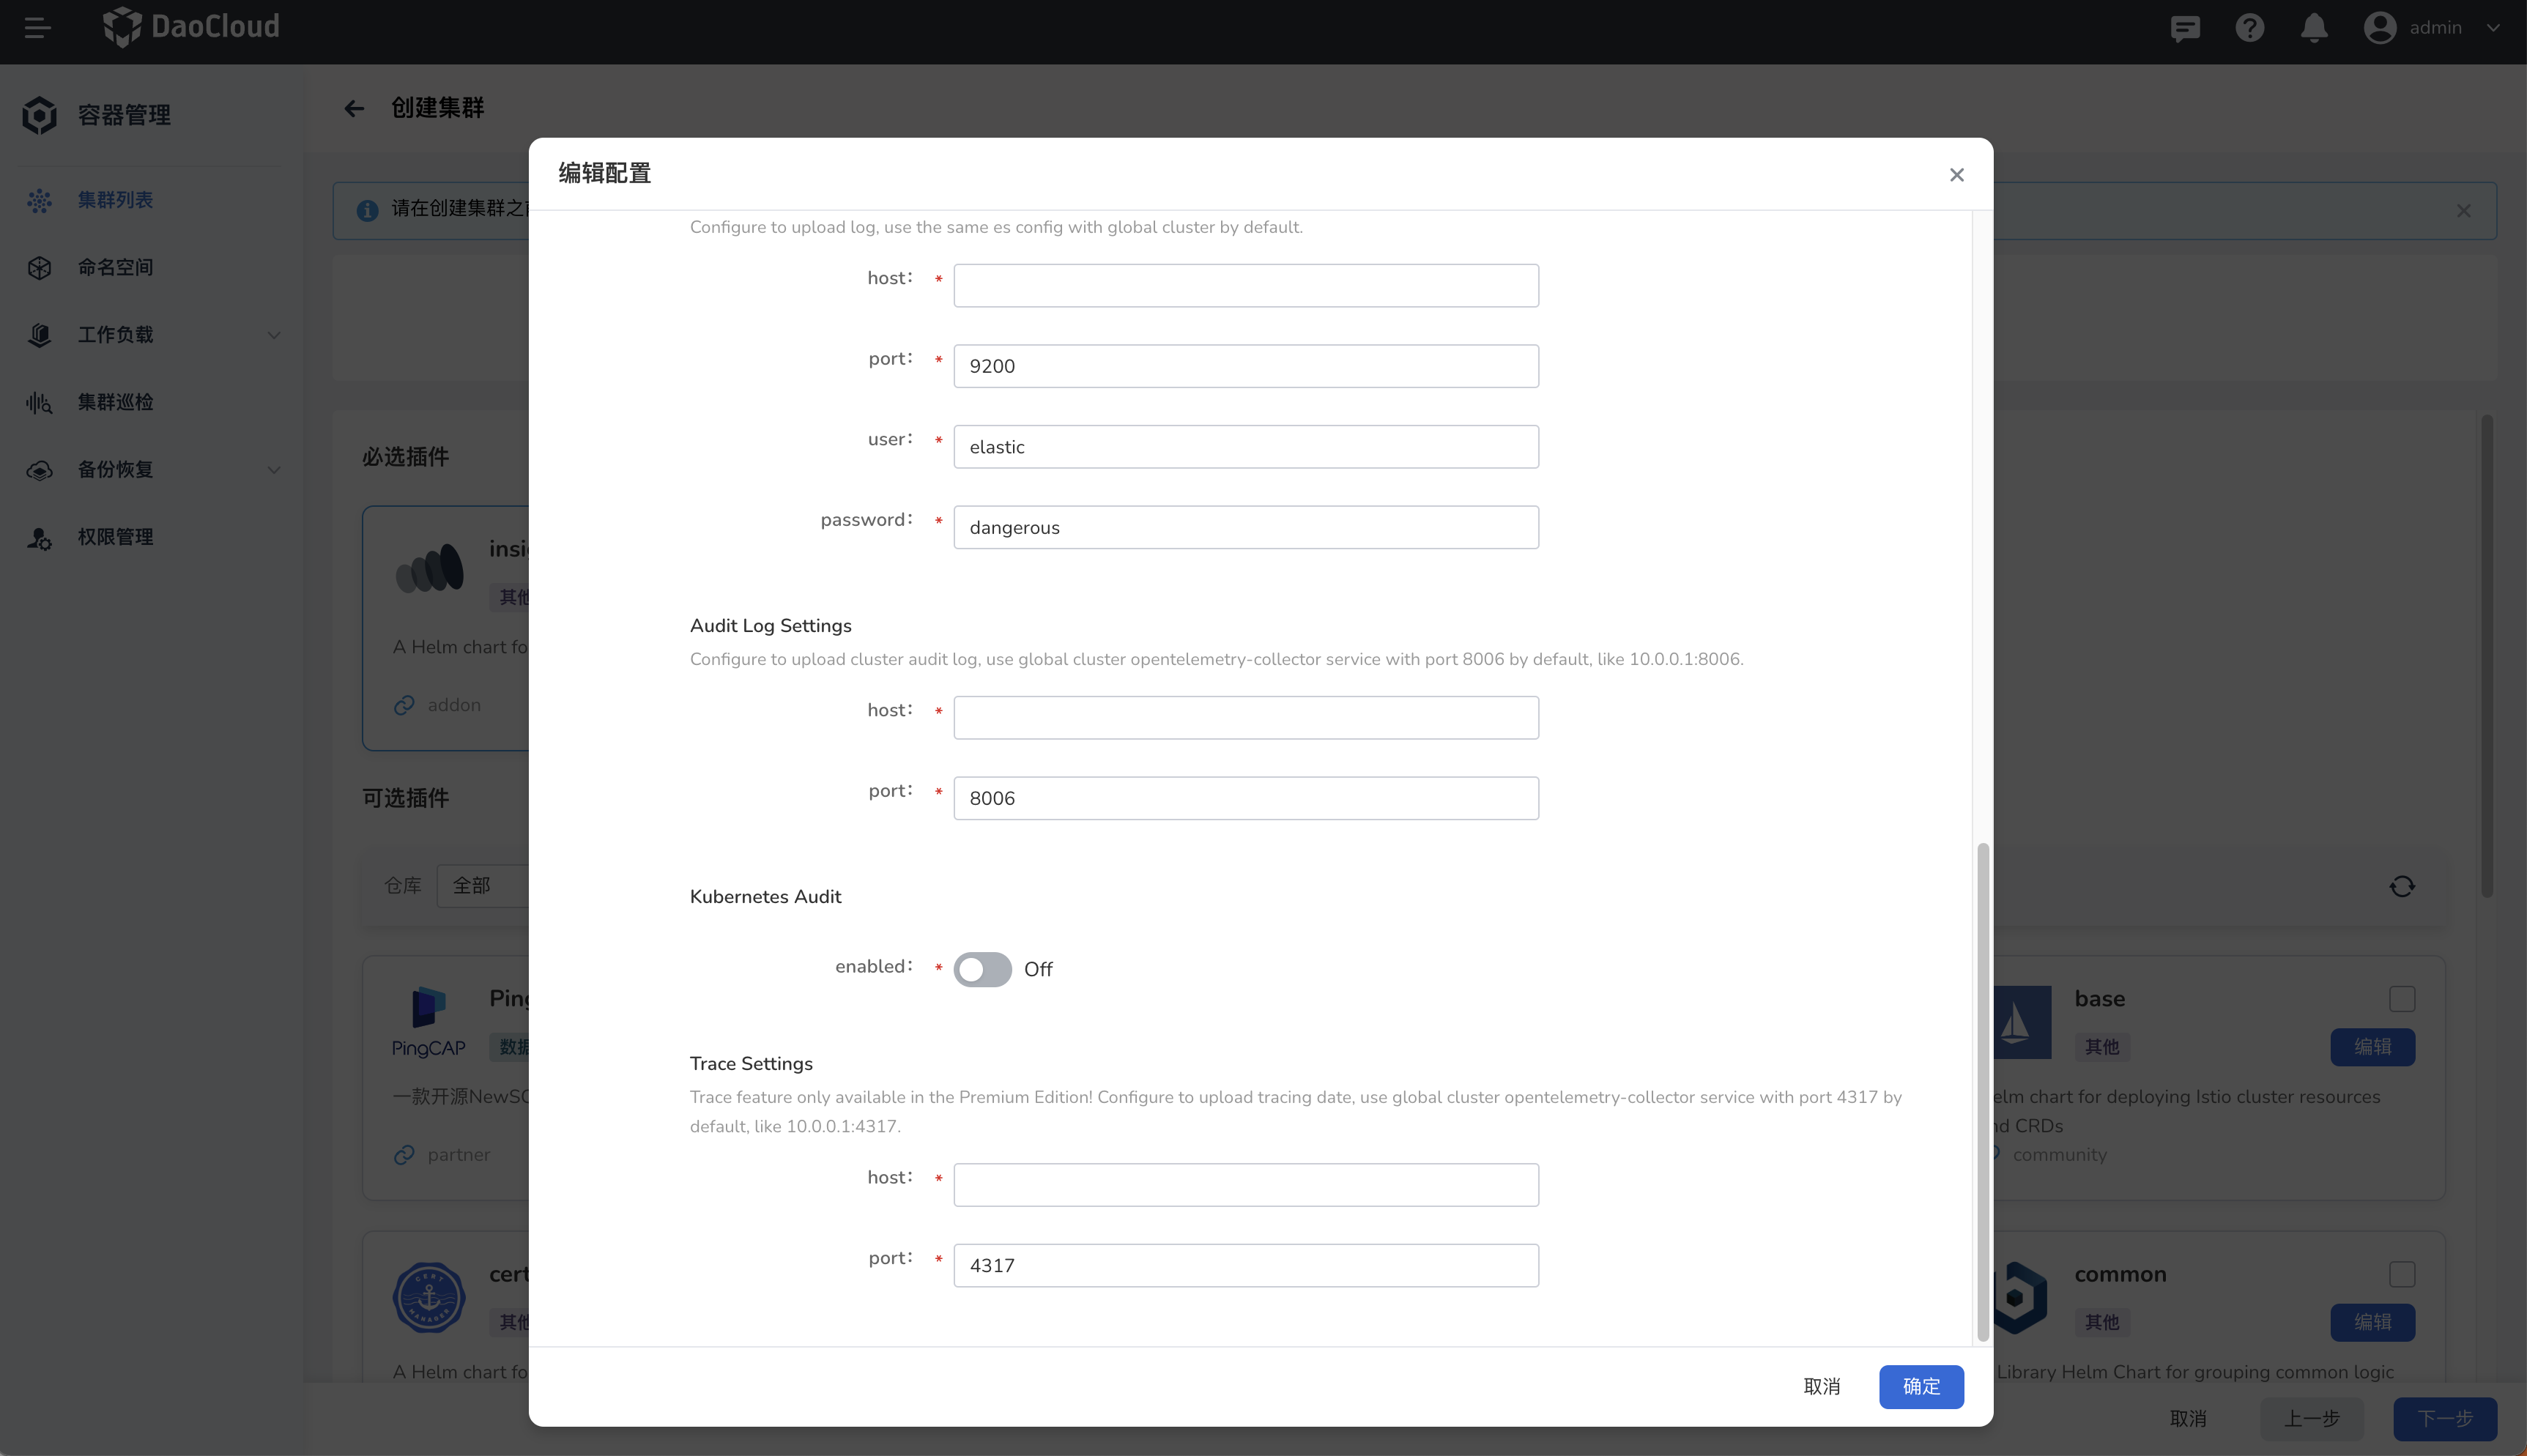 DaoCloud
admin
容器管理
集群列表
命名空间
工作负载
集群巡检
备份恢复
权限管理
创建集群
请在创建集群之
必选插件
其他
A Helm chart fo
addon
可选插件
仓库
全部
PingCAP
一款开源NewSQ
partner
CERT
MANAGER
cert
其他
A Helm chart fo
编辑配置
Configure to upload log, use the same es config with global cluster by default.
host: *
port: * 9200
user: * elastic
password: * dangerous
Audit Log Settings
Configure to upload cluster audit log, use global cluster opentelemetry-collector service with port 8006 by default, like 10.0.0.1:8006.
host: *
port: * 8006
Kubernetes Audit
enabled: * Off
Trace Settings
Trace feature only available in the Premium Edition! Configure to upload tracing date, use global cluster opentelemetry-collector service with port 4317 by
default, like 10.0.0.1:4317.
host: *
port: * 4317
取消
确定
base
其他
编辑
elm chart for deploying Istio cluster resources
nd CRDs
community
common
其他
编辑
Library Helm Chart for grouping common logic
取消
上一步
下一步